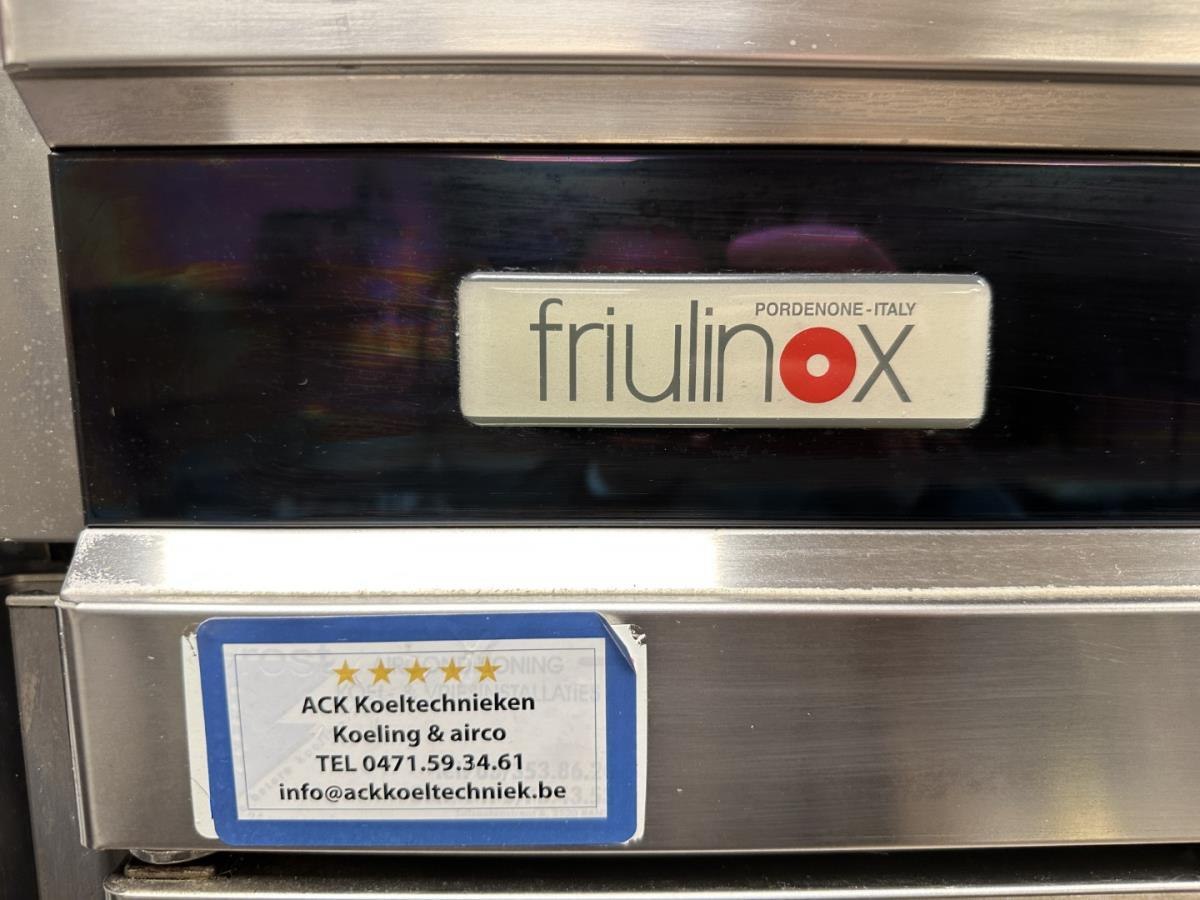 PORDENONE-ITALY
friulinox
ACK Koeltechnieken
Koeling & airco
TEL 0471.59.34.61
info@ackkoeltechniek.be